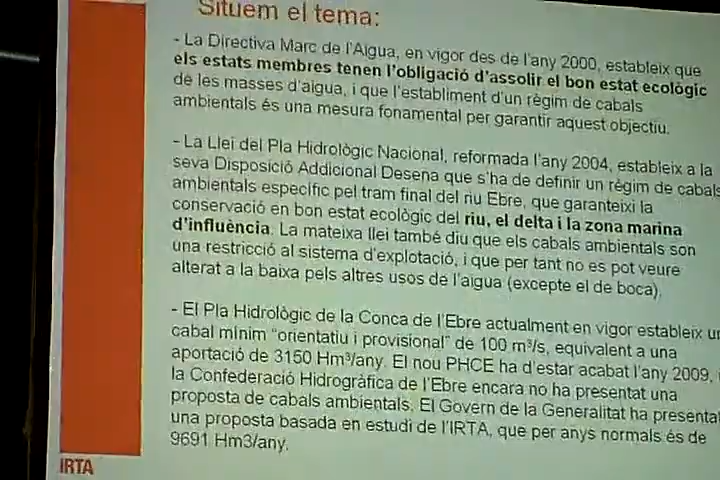 Situem el tema:
- La Directiva Marc de l'Aigua, en vigor des de l'any 2000, estableix que
els estats membres tenen l'obligació d'assolir el bon estat ecològic
de les masses d'aigua, i que l'establiment d'un règim de cabals
ambientals és una mesura fonamental per garantir aquest objectiu.
- La Llei del Pla Hidrològic Nacional, reformada l'any 2004, estableix a la
seva Disposició Addicional Desena que s'ha de definir un règim de cabals
ambientals específic pel tram final del riu Ebre, que garanteixi la
conservació en bon estat ecològic del riu, el delta i la zona marina
d'influència. La mateixa llei també diu que els cabals ambientals son
una restricció al sistema d'explotació, i que per tant no es pot veure
alterat a la baixa pels altres usos de l'aigua (excepte el de boca).
- El Pla Hidrològic de la Conca de l'Ebre actualment en vigor estableix un
cabal mínim "orientatiu i provisional" de 100 m³/s, equivalent a una
aportació de 3150 Hm³/any. El nou PHCE ha d'estar acabat l'any 2009, i
la Confederació Hidrogràfica de l'Ebre encara no ha presentat una
proposta de cabals ambientals. El Govern de la Generalitat ha presentat
una proposta basada en estudi de l'IRTA, que per anys normals és de
9691 Hm3/any.
IRTA